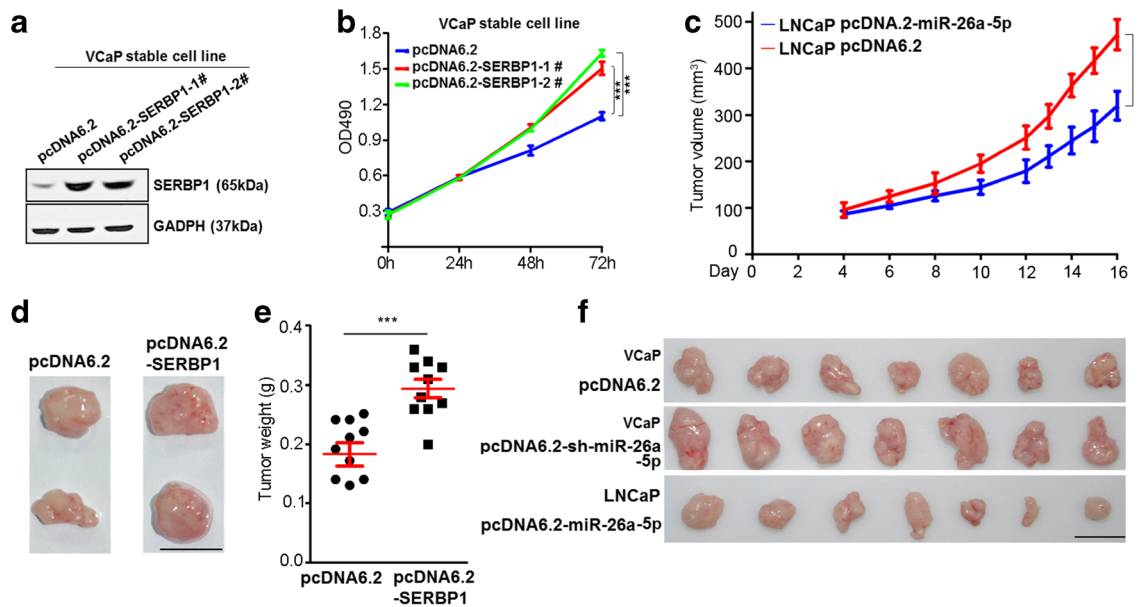 a
VCaP stable cell line
pcDNA6.2
pcDNA6.2-SERBP1-1#
pcDNA6.2-SERBP1-2#
SERBP1 (65kDa)
GADPH (37kDa)
b
VCaP stable cell line
pcDNA6.2
pcDNA6.2-SERBP1-1 #
pcDNA6.2-SERBP1-2 #
OD490
1.8
1.5
1.2
0.9
0.6
0.3
0h
24h
48h
72h
***
***
c
LNCaP pcDNA.2-miR-26a-5p
LNCaP pcDNA6.2
Tumor volume (mm³)
500
400
300
200
100
0
Day 0 2 4 6 8 10 12 14 16
d
pcDNA6.2
pcDNA6.2
-SERBP1
e
***
Tumor weight (g)
0.4
0.3
0.2
0.1
0.0
pcDNA6.2
pcDNA6.2
-SERBP1
f
VCaP
pcDNA6.2
VCaP
pcDNA6.2-sh-miR-26a
-5p
LNCaP
pcDNA6.2-miR-26a-5p